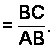 = BC/AB.